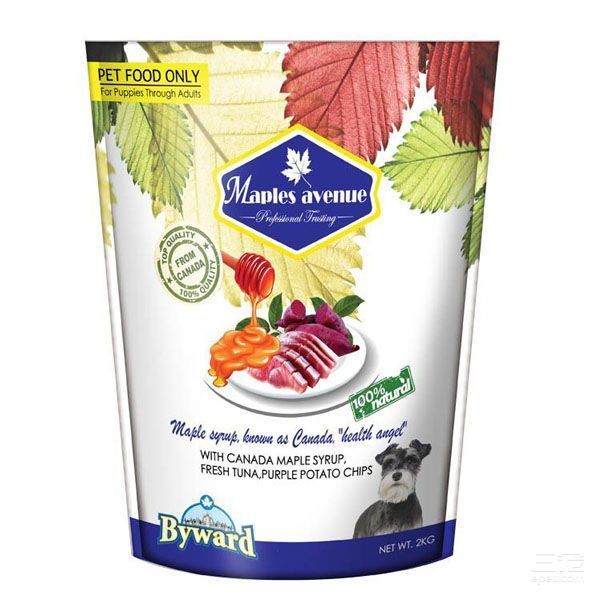 PET FOOD ONLY
For Puppies Through Adults
Maples avenue
Professional Trusting
TOP QUALITY
FROM
CANADA
100% QUALITY
100%
natural
Maple syrup, known as Canada, "health angel"
WITH CANADA MAPLE SYRUP,
FRESH TUNA,PURPLE POTATO CHIPS
Byward
NET WT. 2KG
epet.com